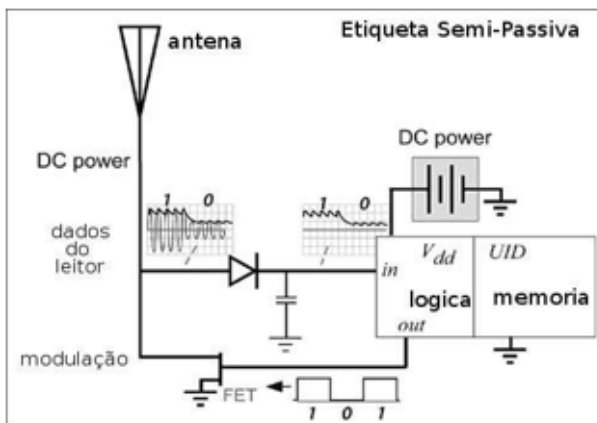 Etiqueta Semi-Passiva
antena
DC power
DC power
1 0
1 0
dados
do
leitor
in
V dd
UID
logica
memoria
out
modulação
FET
1 0 1